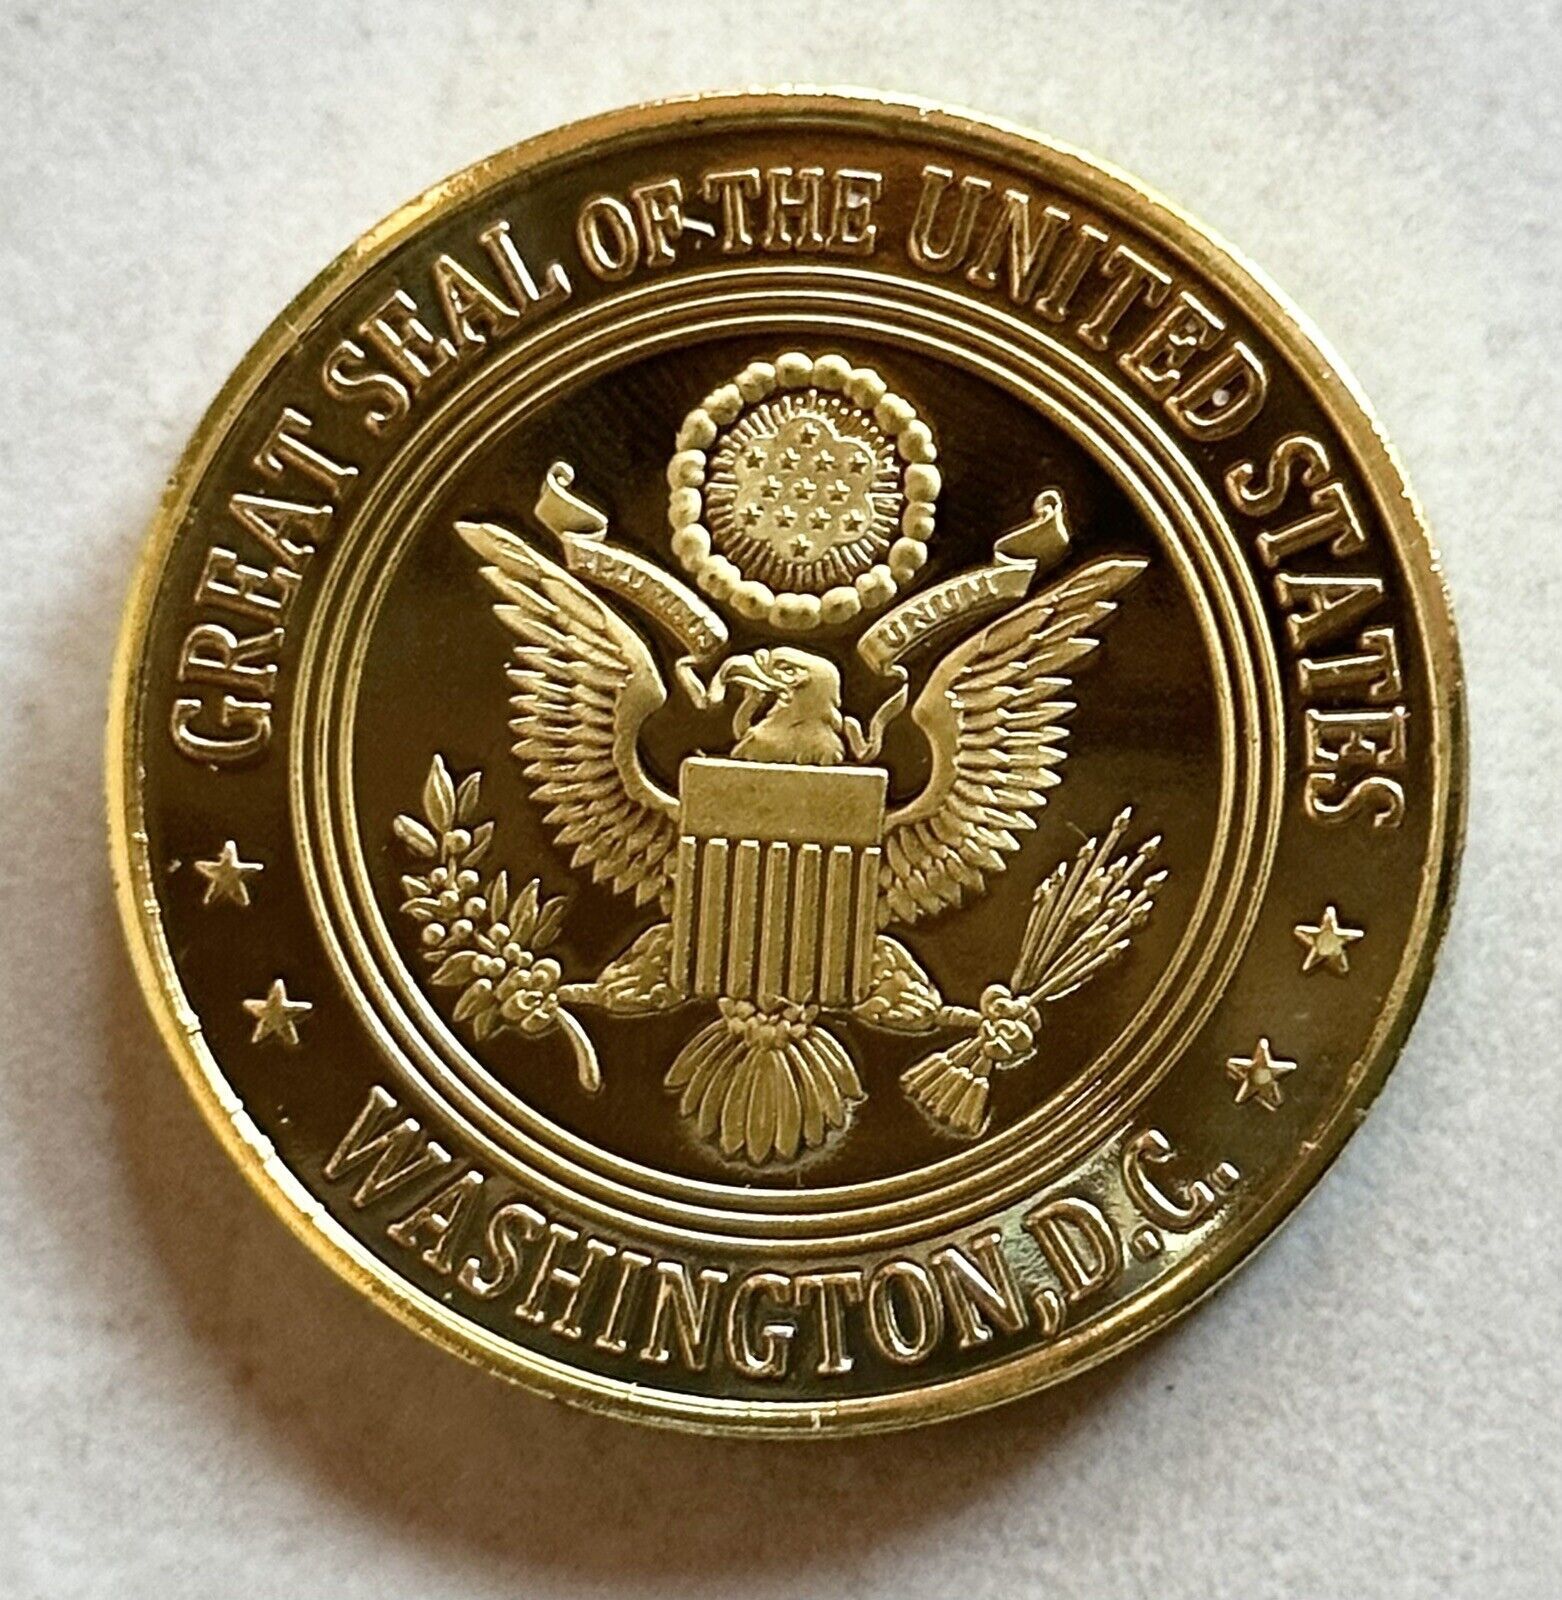 GREAT SEAL OF THE UNITED STATES
UNUM
WASHINGTON, D.C.